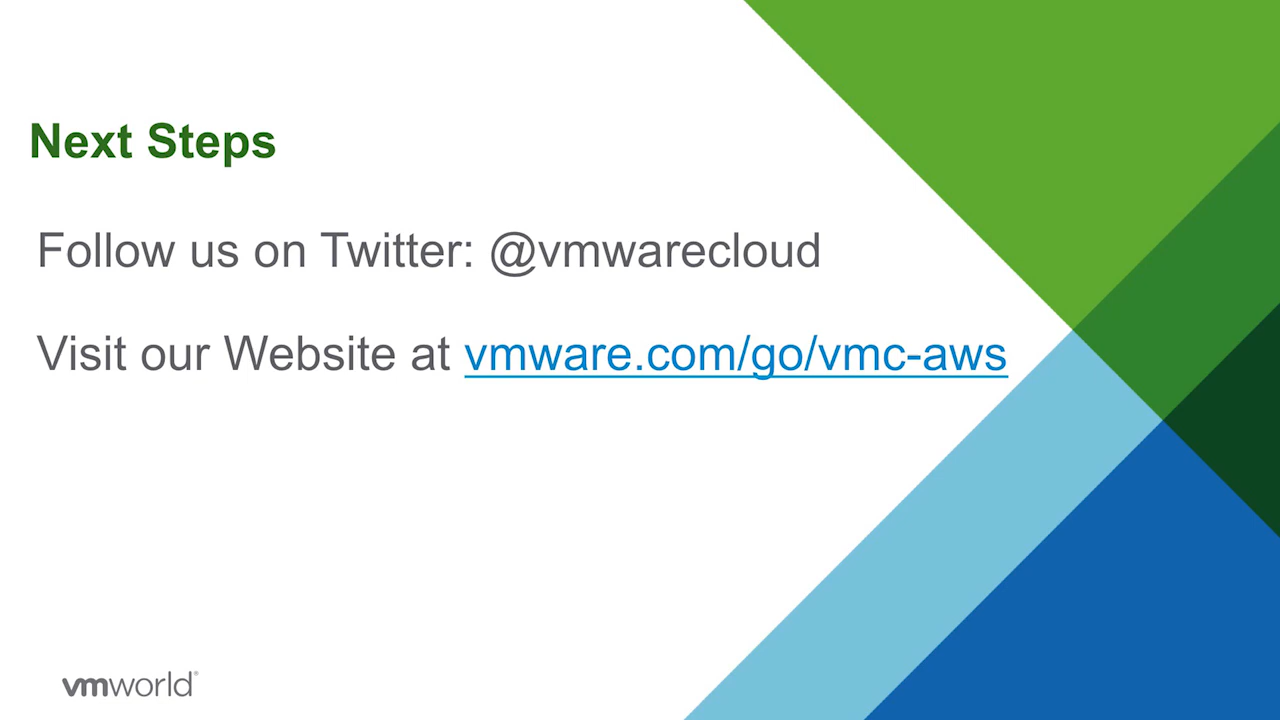 Next Steps
Follow us on Twitter: @vmwarecloud
Visit our Website at vmware.com/go/vmc-aws
vmworld®